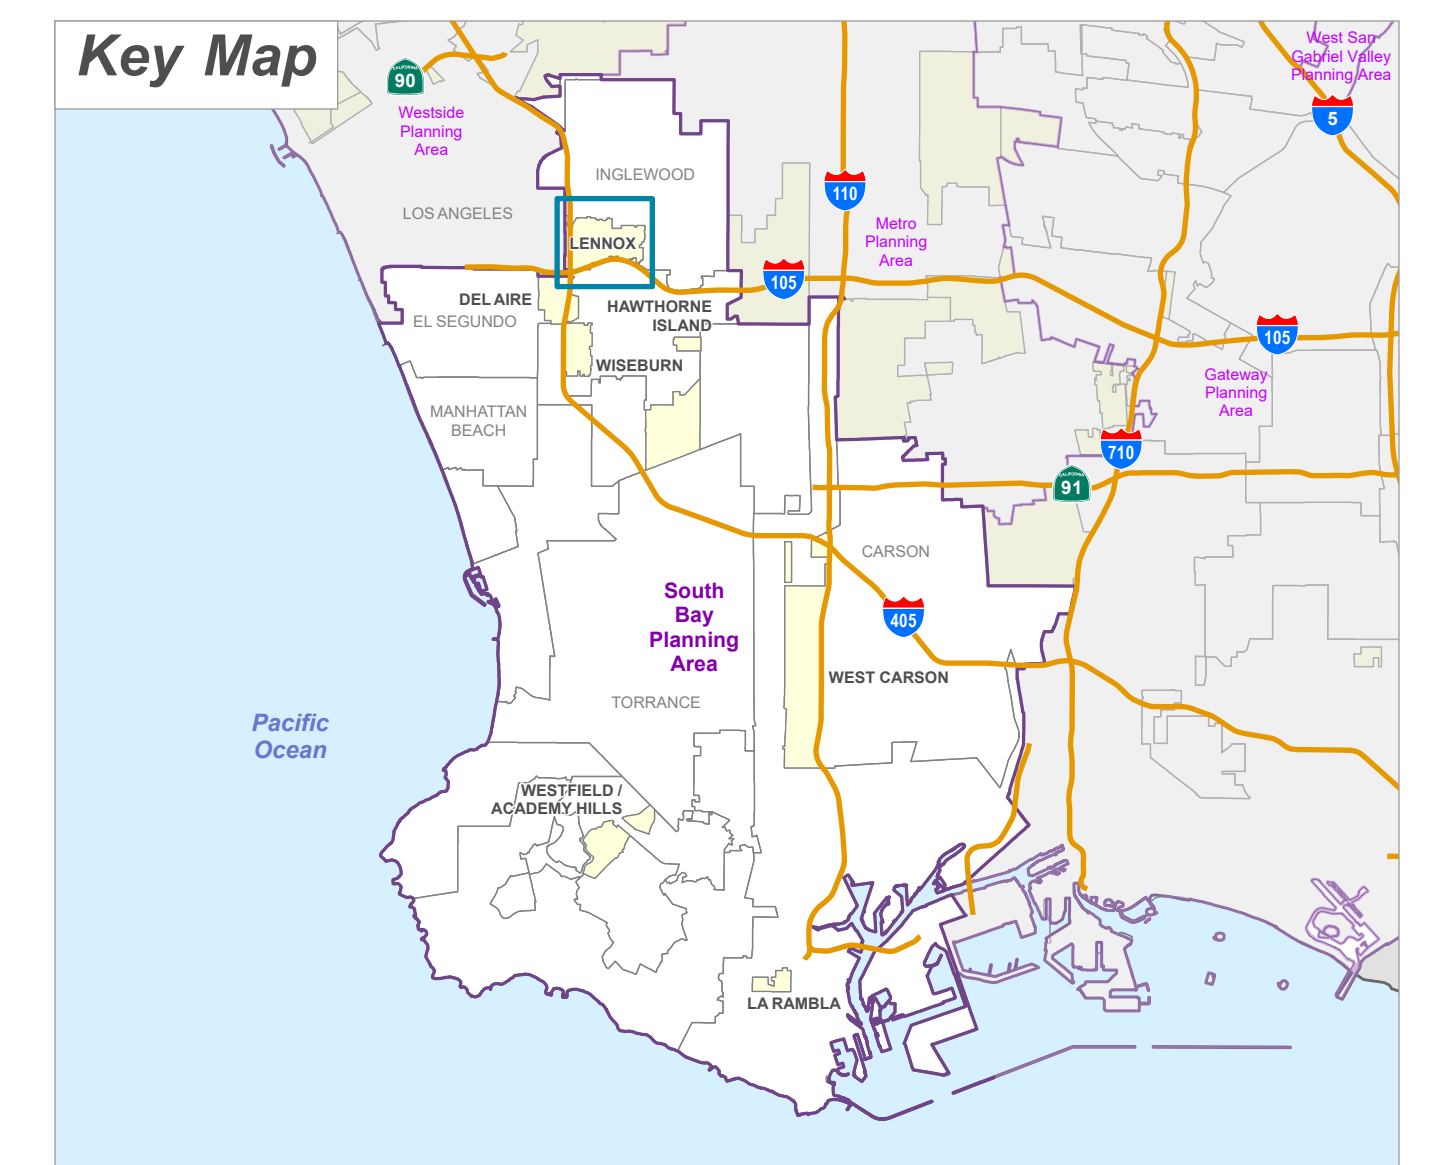 Key Map
CALIFORNIA
90
Westside
Planning
Area
West San
Gabriel Valley
Planning Area
5
INGLEWOOD
110
LOS ANGELES
Metro
Planning
Area
LENNOX
105
DEL AIRE
EL SEGUNDO
HAWTHORNE
ISLAND
105
WISEBURN
Gateway
Planning
Area
MANHATTAN
BEACH
710
CALIFORNIA
91
CARSON
South
Bay
Planning
Area
405
WEST CARSON
TORRANCE
Pacific
Ocean
WESTFIELD /
ACADEMY HILLS
LA RAMBLA